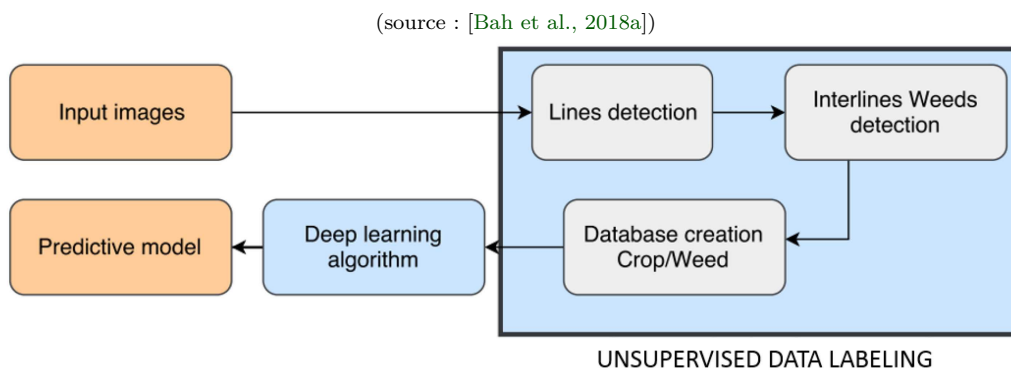 (source : [Bah et al., 2018a])
Input images
Lines detection
Interlines Weeds
detection
Predictive model
Deep learning
algorithm
Database creation
Crop/Weed
UNSUPERVISED DATA LABELING